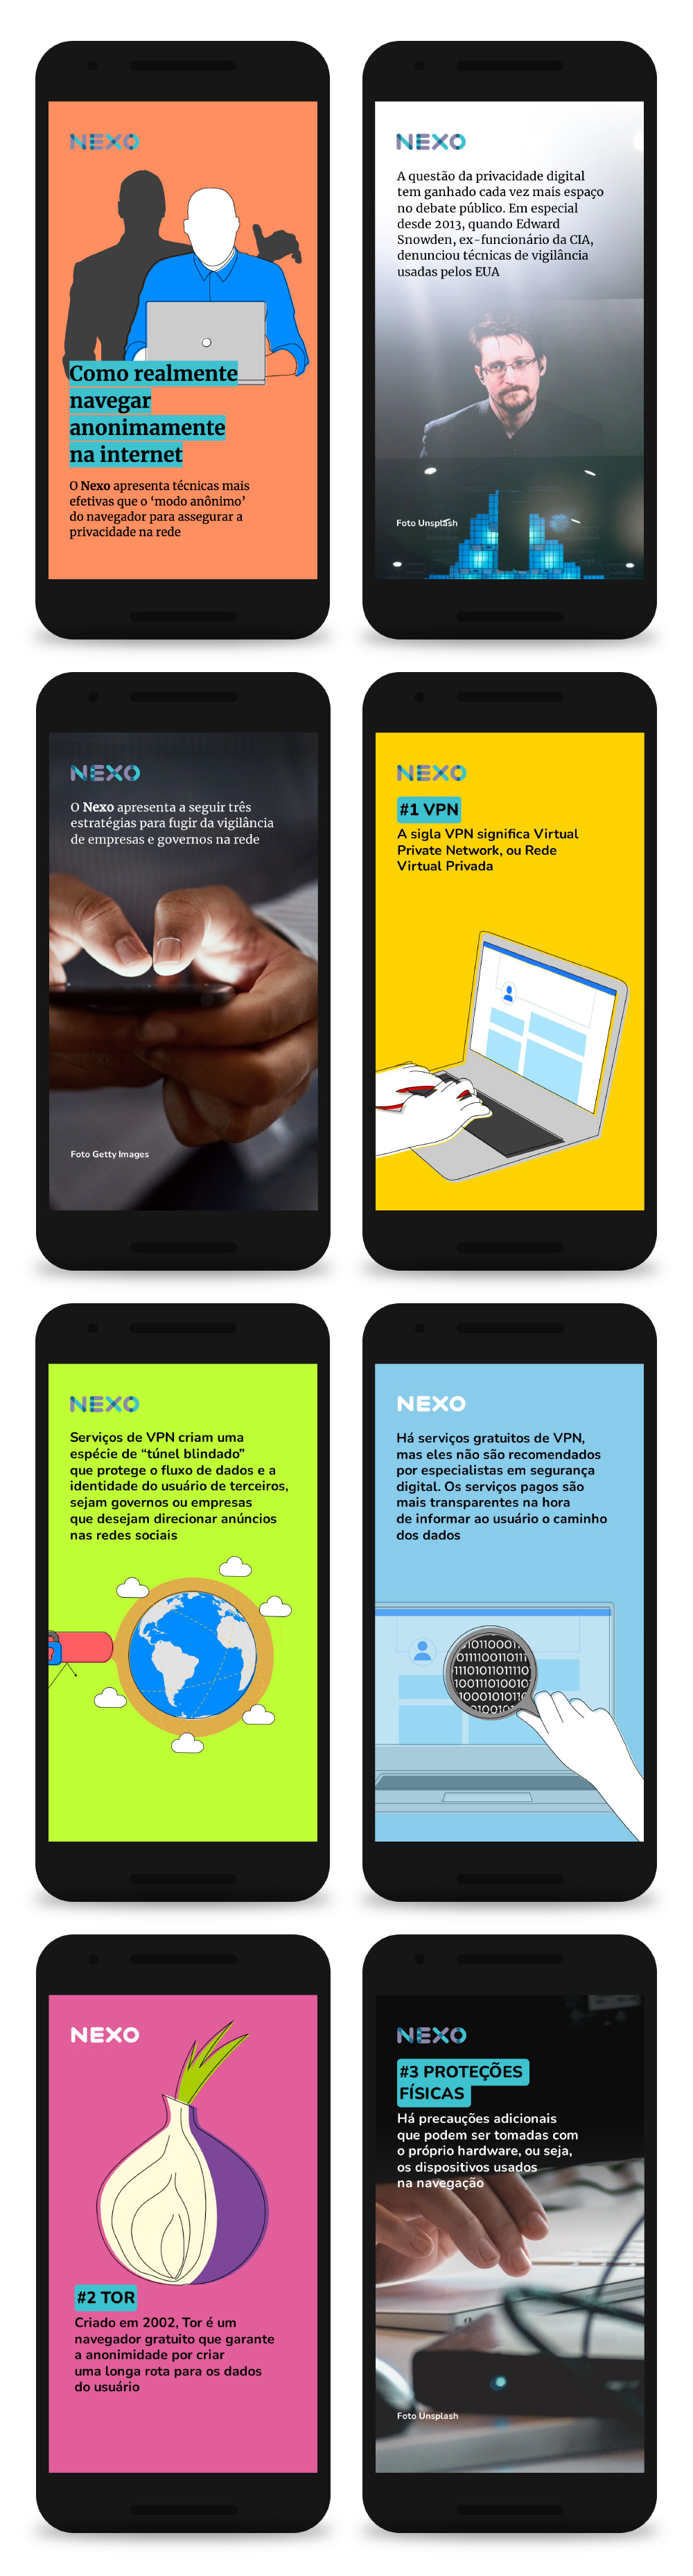 NEXO
Como realmente
navegar
anonimamente
na internet
O Nexo apresenta técnicas mais
efetivas que o ‘modo anônimo’
do navegador para assegurar a
privacidade na rede
NEXO
A questão da privacidade digital
tem ganhado cada vez mais espaço
no debate público. Em especial
desde 2013, quando Edward
Snowden, ex-funcionário da CIA,
denunciou técnicas de vigilância
usadas pelos EUA
Foto Unsplash
NEXO
O Nexo apresenta a seguir três
estratégias para fugir da vigilância
de empresas e governos na rede
Foto Getty Images
NEXO
#1 VPN
A sigla VPN significa Virtual
Private Network, ou Rede
Virtual Privada
NEXO
Serviços de VPN criam uma
espécie de “túnel blindado”
que protege o fluxo de dados e a
identidade do usuário de terceiros,
sejam governos ou empresas
que desejam direcionar anúncios
nas redes sociais
NEXO
Há serviços gratuitos de VPN,
mas eles não são recomendados
por especialistas em segurança
digital. Os serviços pagos são
mais transparentes na hora
de informar ao usuário o caminho
dos dados
NEXO
#2 TOR
Criado em 2002, Tor é um
navegador gratuito que garante
a anonimidade por criar
uma longa rota para os dados
do usuário
NEXO
#3 PROTEÇÕES
FÍSICAS
Há precauções adicionais
que podem ser tomadas com
o próprio hardware, ou seja,
os dispositivos usados
na navegação
Foto Unsplash